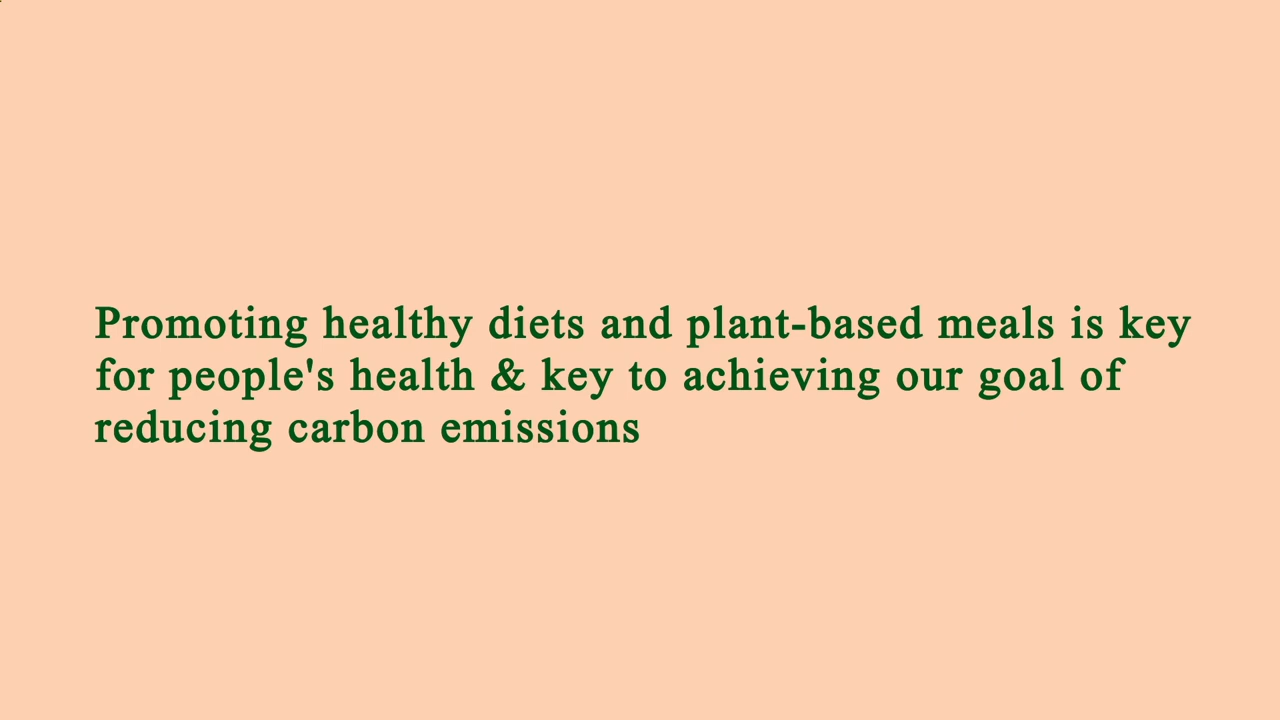 Promoting healthy diets and plant-based meals is key
for people's health & key to achieving our goal of
reducing carbon emissions